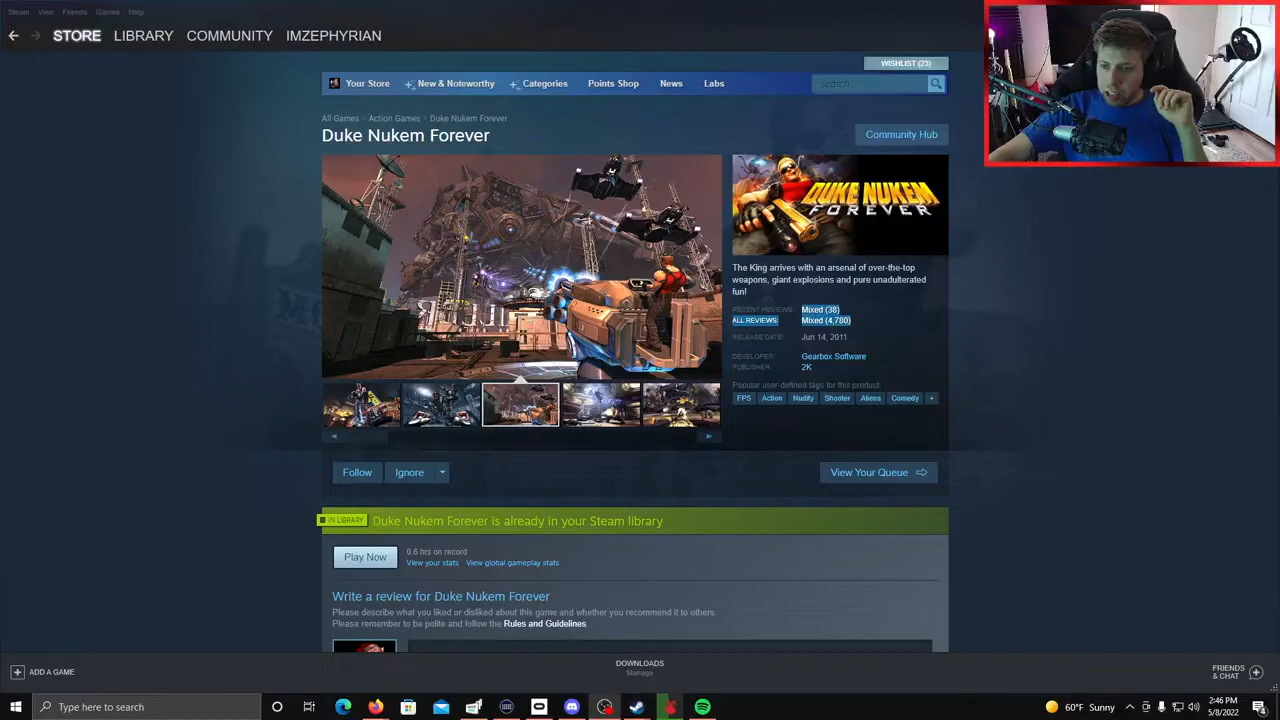 Steam View Friends Games Help
STORE LIBRARY COMMUNITY IMZEPHYRIAN
WISHLIST (23)
Your Store New & Noteworthy Categories Points Shop News Labs search
All Games > Action Games > Duke Nukem Forever
Duke Nukem Forever
Community Hub
DUKE NUKEM
FOREVER
The King arrives with an arsenal of over-the-top
weapons, giant explosions and pure unadulterated
fun!
RECENT REVIEWS: Mixed (38)
ALL REVIEWS: Mixed (4,780)
RELEASE DATE: Jun 14, 2011
DEVELOPER: Gearbox Software
PUBLISHER: 2K
Popular user-defined tags for this product:
FPS Action Nudity Shooter Aliens Comedy +
Follow Ignore View Your Queue
IN LIBRARY Duke Nukem Forever is already in your Steam library
Play Now
0.6 hrs on record
View your stats View global gameplay stats
Write a review for Duke Nukem Forever
Please describe what you liked or disliked about this game and whether you recommend it to others.
Please remember to be polite and follow the Rules and Guidelines.
ADD A GAME
DOWNLOADS
Manage
FRIENDS
& CHAT
Type here to search
70°F Sunny
2:46 PM
5/8/2022